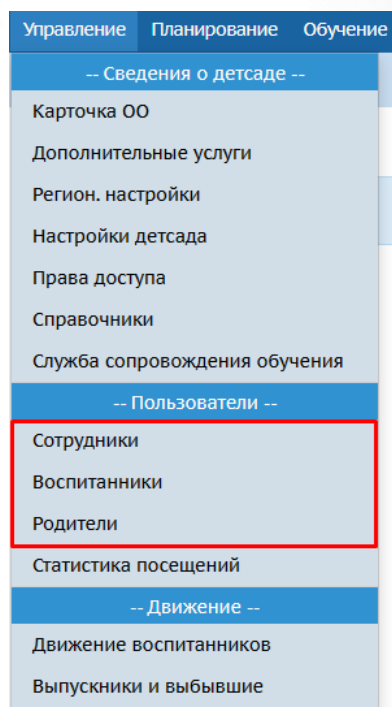 Управление Планирование Обучение
-- Сведения о детсаде --
Карточка ОО
Дополнительные услуги
Регион. настройки
Настройки детсада
Права доступа
Справочники
Служба сопровождения обучения
-- Пользователи --
Сотрудники
Воспитанники
Родители
Статистика посещений
-- Движение --
Движение воспитанников
Выпускники и выбывшие